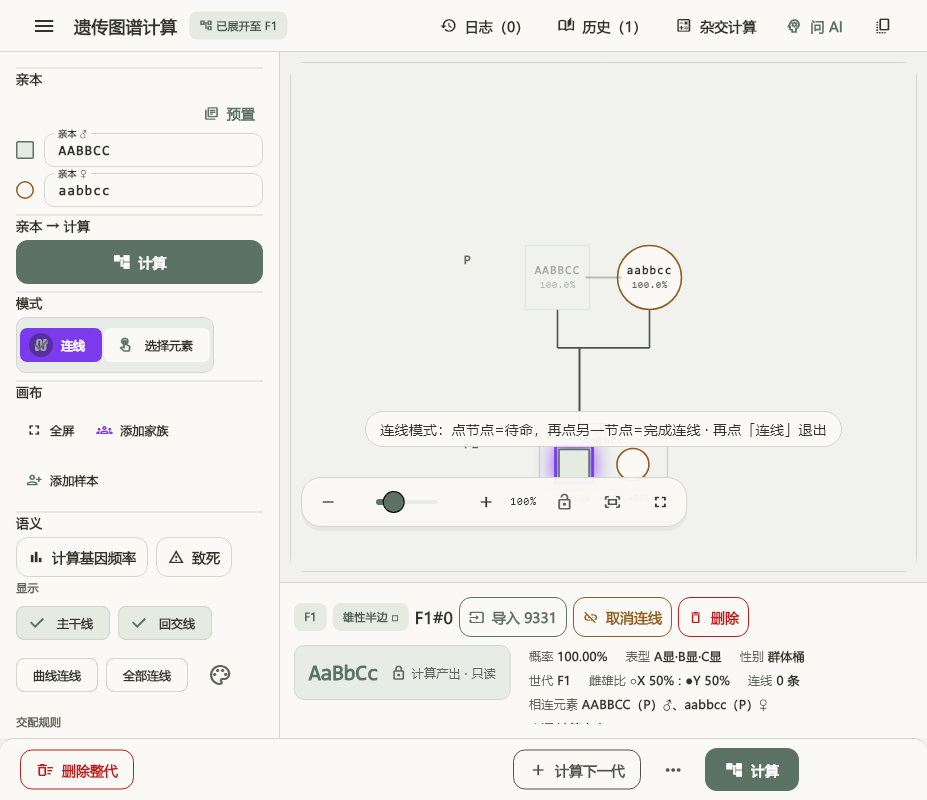 遗传图谱计算
已展开至 F1
日志（0）
历史（1）
杂交计算
问 AI
亲本
预置
亲本 ♂
AABBCC
亲本 ♀
aabbcc
亲本 → 计算
计算
模式
连线
选择元素
画布
全屏
添加家族
添加样本
语义
计算基因频率
致死
显示
主干线
回交线
曲线连线
全部连线
交配规则
P
AABBCC
100.0%
aabbcc
100.0%
连线模式：点节点=待命，再点另一节点=完成连线 · 再点「连线」退出
100%
F1
雄性半边 □
F1#0
导入 9331
取消连线
删除
AaBbCc
计算产出 · 只读
概率 100.00% 表型 A显·B显·C显 性别 群体桶
世代 F1 雌雄比 ○X 50% : ●Y 50% 连线 0 条
相连元素 AABBCC（P）♂、aabbcc（P）♀
删除整代
计算下一代
计算